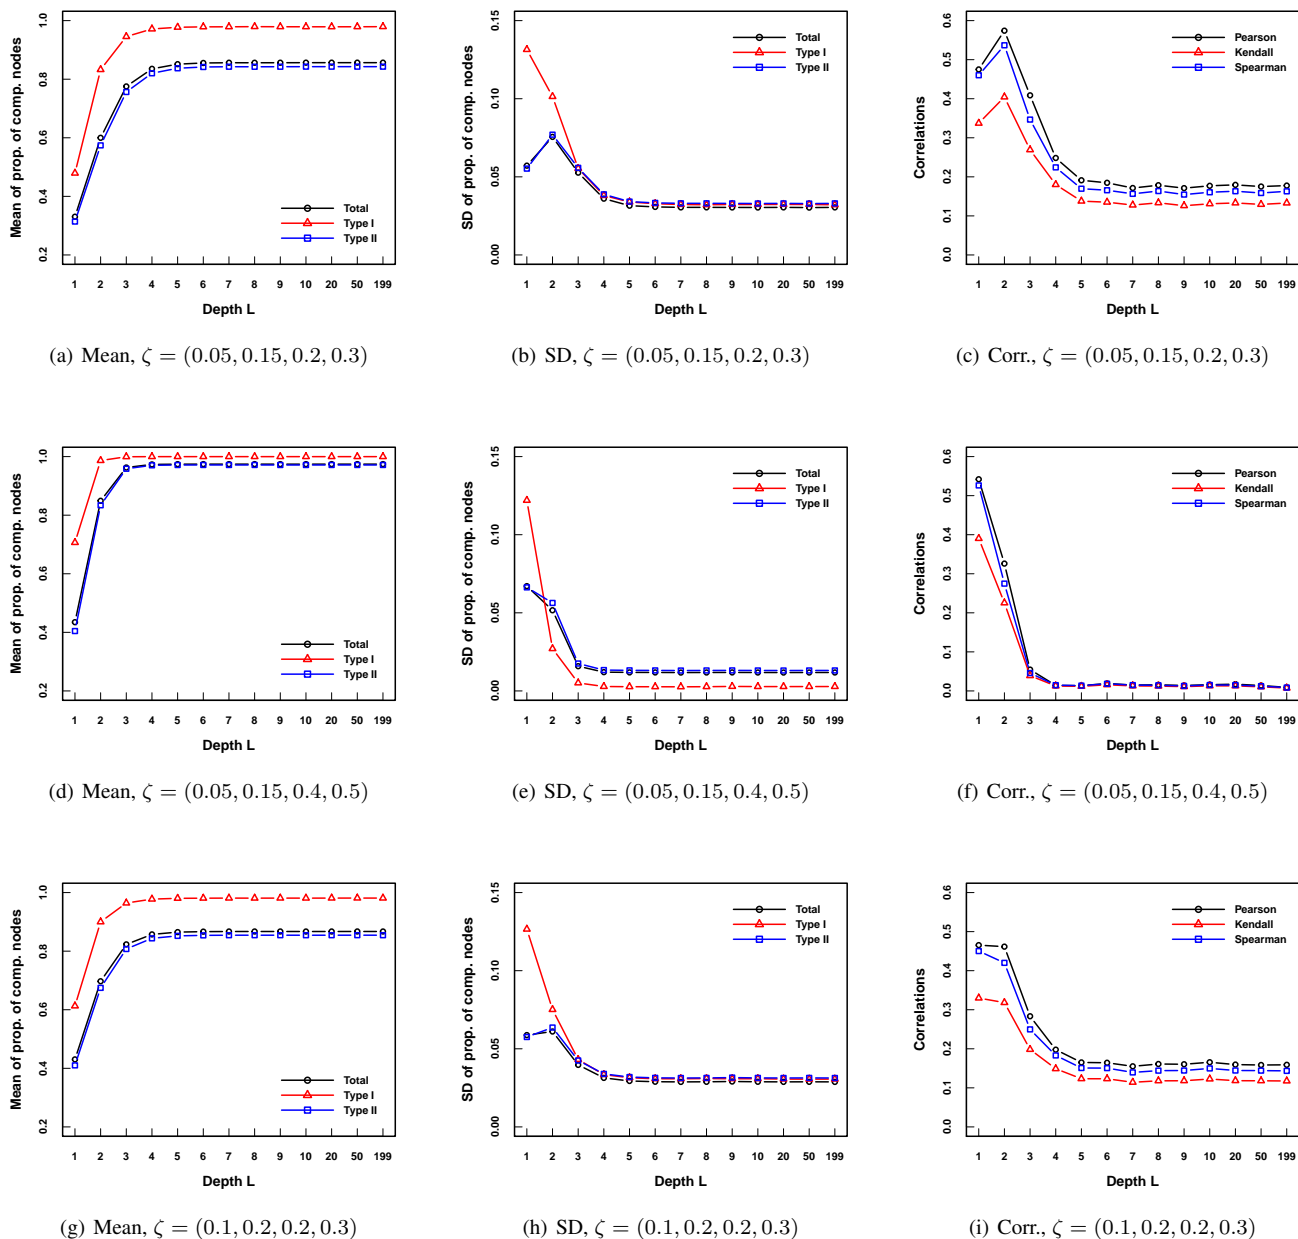 Mean of prop. of comp. nodes
1.0
0.8
0.6
0.4
0.2
Total
Type I
Type II
1 2 3 4 5 6 7 8 9 10 20 50 199
Depth L
(a) Mean, ζ = (0.05, 0.15, 0.2, 0.3)
SD of prop. of comp. nodes
0.15
0.10
0.05
0.00
Total
Type I
Type II
1 2 3 4 5 6 7 8 9 10 20 50 199
Depth L
(b) SD, ζ = (0.05, 0.15, 0.2, 0.3)
Correlations
0.6
0.5
0.4
0.3
0.2
0.1
0.0
Pearson
Kendall
Spearman
1 2 3 4 5 6 7 8 9 10 20 50 199
Depth L
(c) Corr., ζ = (0.05, 0.15, 0.2, 0.3)
Mean of prop. of comp. nodes
1.0
0.8
0.6
0.4
0.2
Total
Type I
Type II
1 2 3 4 5 6 7 8 9 10 20 50 199
Depth L
(d) Mean, ζ = (0.05, 0.15, 0.4, 0.5)
SD of prop. of comp. nodes
0.15
0.10
0.05
0.00
Total
Type I
Type II
1 2 3 4 5 6 7 8 9 10 20 50 199
Depth L
(e) SD, ζ = (0.05, 0.15, 0.4, 0.5)
Correlations
0.6
0.5
0.4
0.3
0.2
0.1
0.0
Pearson
Kendall
Spearman
1 2 3 4 5 6 7 8 9 10 20 50 199
Depth L
(f) Corr., ζ = (0.05, 0.15, 0.4, 0.5)
Mean of prop. of comp. nodes
1.0
0.8
0.6
0.4
0.2
Total
Type I
Type II
1 2 3 4 5 6 7 8 9 10 20 50 199
Depth L
(g) Mean, ζ = (0.1, 0.2, 0.2, 0.3)
SD of prop. of comp. nodes
0.15
0.10
0.05
0.00
Total
Type I
Type II
1 2 3 4 5 6 7 8 9 10 20 50 199
Depth L
(h) SD, ζ = (0.1, 0.2, 0.2, 0.3)
Correlations
0.6
0.5
0.4
0.3
0.2
0.1
0.0
Pearson
Kendall
Spearman
1 2 3 4 5 6 7 8 9 10 20 50 199
Depth L
(i) Corr., ζ = (0.1, 0.2, 0.2, 0.3)